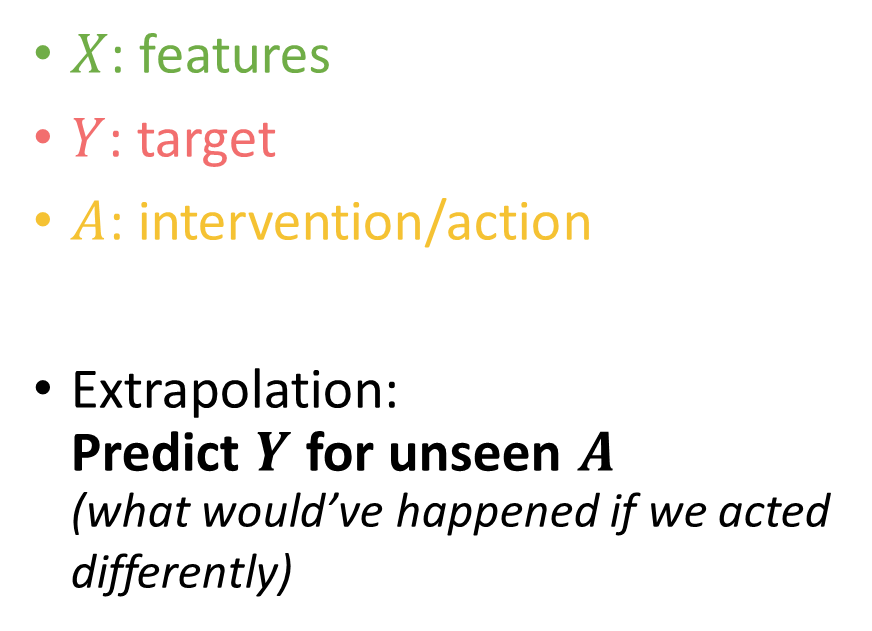 • X: features
• Y: target
• A: intervention/action
• Extrapolation:
Predict Y for unseen A
(what would’ve happened if we acted
differently)